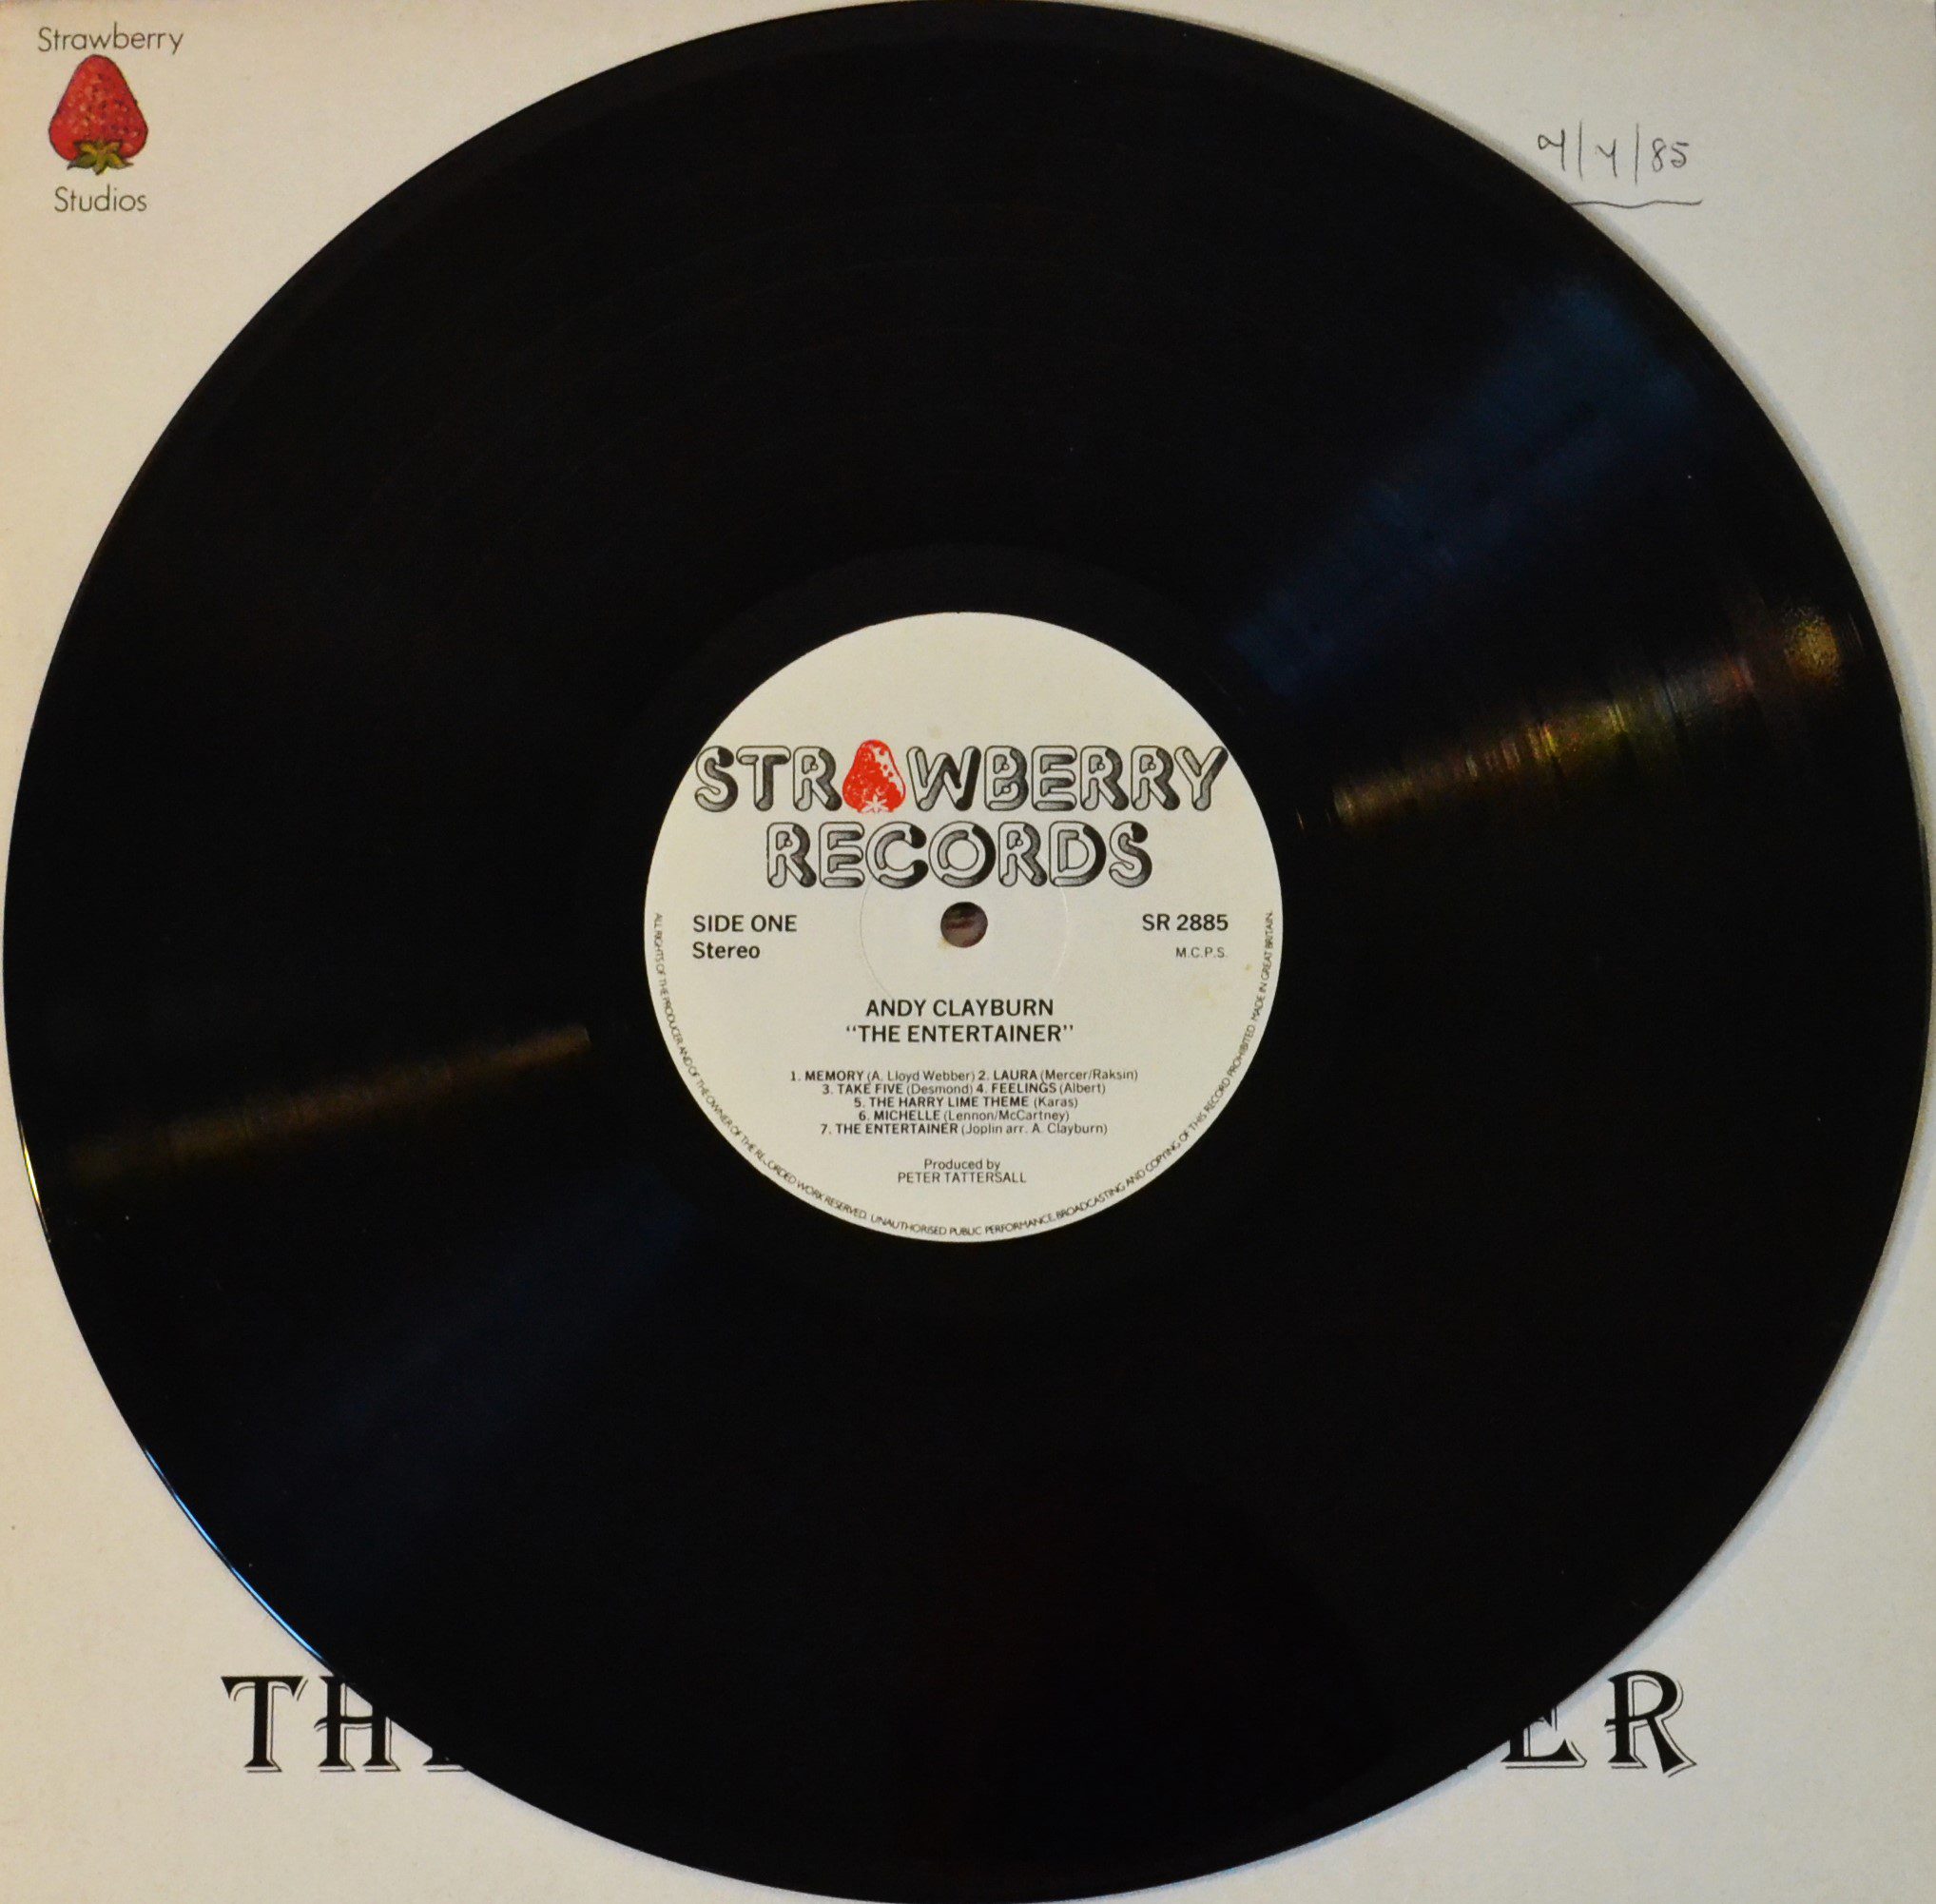 Strawberry
Studios
4/4/85
STRAWBERRY
RECORDS
SIDE ONE
Stereo
SR 2885
M.C.P.S.
ANDY CLAYBURN
“THE ENTERTAINER”
1. MEMORY (A. Lloyd Webber) 2. LAURA (Mercer/Raksin)
3. TAKE FIVE (Desmond) 4. FEELINGS (Albert)
5. THE HARRY LIME THEME (Karas)
6. MICHELLE (Lennon/McCartney)
7. THE ENTERTAINER (Joplin arr. A. Clayburn)
Produced by
PETER TATTERSALL
ALL RIGHTS OF THE PRODUCER AND OF THE OWNER OF THE RECORDED WORK RESERVED. UNAUTHORISED PUBLIC PERFORMANCE, BROADCASTING AND COPYING OF THIS RECORD PROHIBITED. MADE IN GREAT BRITAIN.
TH ER